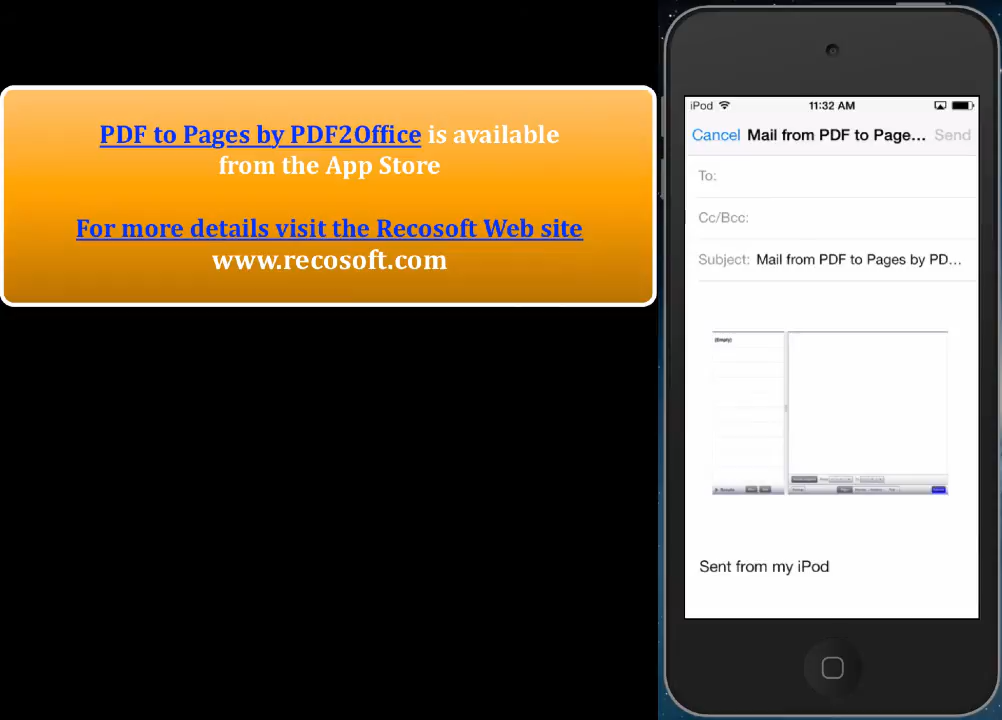 PDF to Pages by PDF2Office is available
from the App Store
For more details visit the Recosoft Web site
www.recosoft.com
iPod 11:32 AM
Cancel Mail from PDF to Page... Send
To:
Cc/Bcc:
Subject: Mail from PDF to Pages by PD...
(Empty)
Sent from my iPod